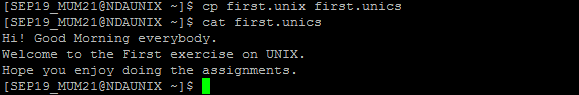 [SEP19_MUM21@NDAUNIX ~]$ cp first.unix first.unics
[SEP19_MUM21@NDAUNIX ~]$ cat first.unics
Hi! Good Morning everybody.
Welcome to the First exercise on UNIX.
Hope you enjoy doing the assignments.
[SEP19_MUM21@NDAUNIX ~]$